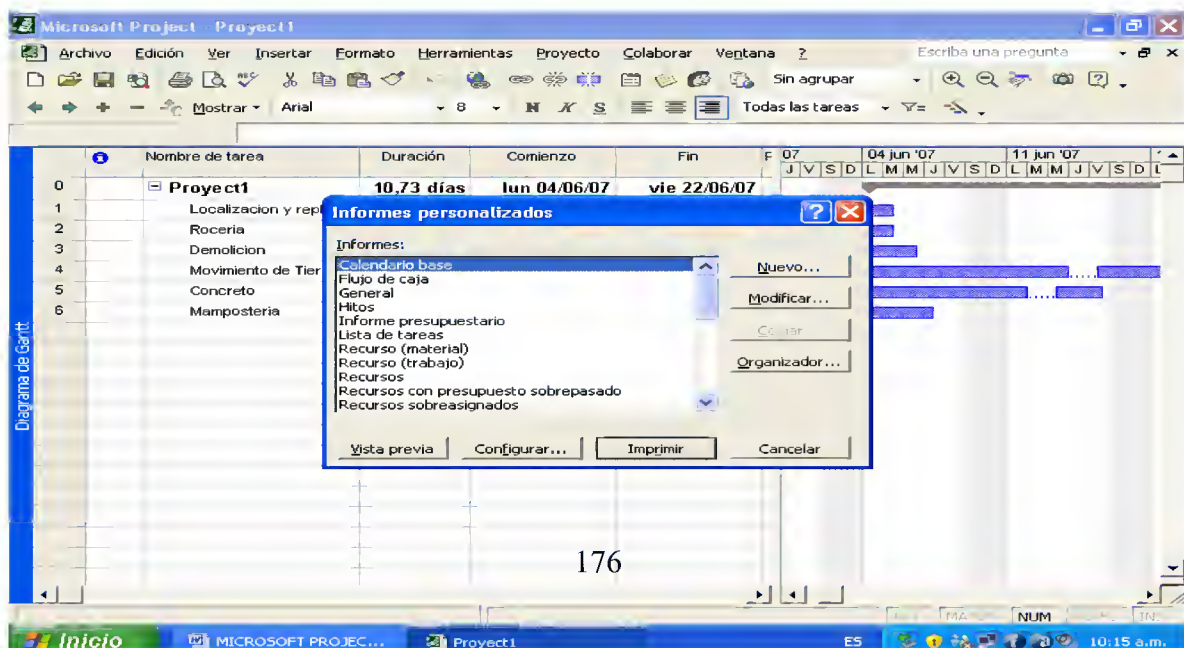 Microsoft Project - Proyect1
Archivo Edición Ver Insertar Formato Herramientas Proyecto Colaborar Ventana ? Escriba una pregunta
Sin agrupar
Mostrar Arial 8 N K S Todas las tareas
Nombre de tarea Duración Comienzo Fin F 07 04 jun '07 11 jun '07
J V S D L M M J V S D L M M J V S D L
0 Proyect1 10,73 días lun 04/06/07 vie 22/06/07
1 Localizacion y repl
2 Roceria
3 Demolicion
4 Movimiento de Tier
5 Concreto
6 Mamposteria
Diagrama de Gantt
Informes personalizados
Informes:
Calendario base
Flujo de caja
General
Hitos
Informe presupuestario
Lista de tareas
Recurso (material)
Recurso (trabajo)
Recursos
Recursos con presupuesto sobrepasado
Recursos sobreasignados
Nuevo...
Modificar...
Copiar...
Organizador...
Vista previa Configurar... Imprimir Cancelar
176
NUM
Inicio MICROSOFT PROJEC... Proyect1 ES 10:15 a.m.